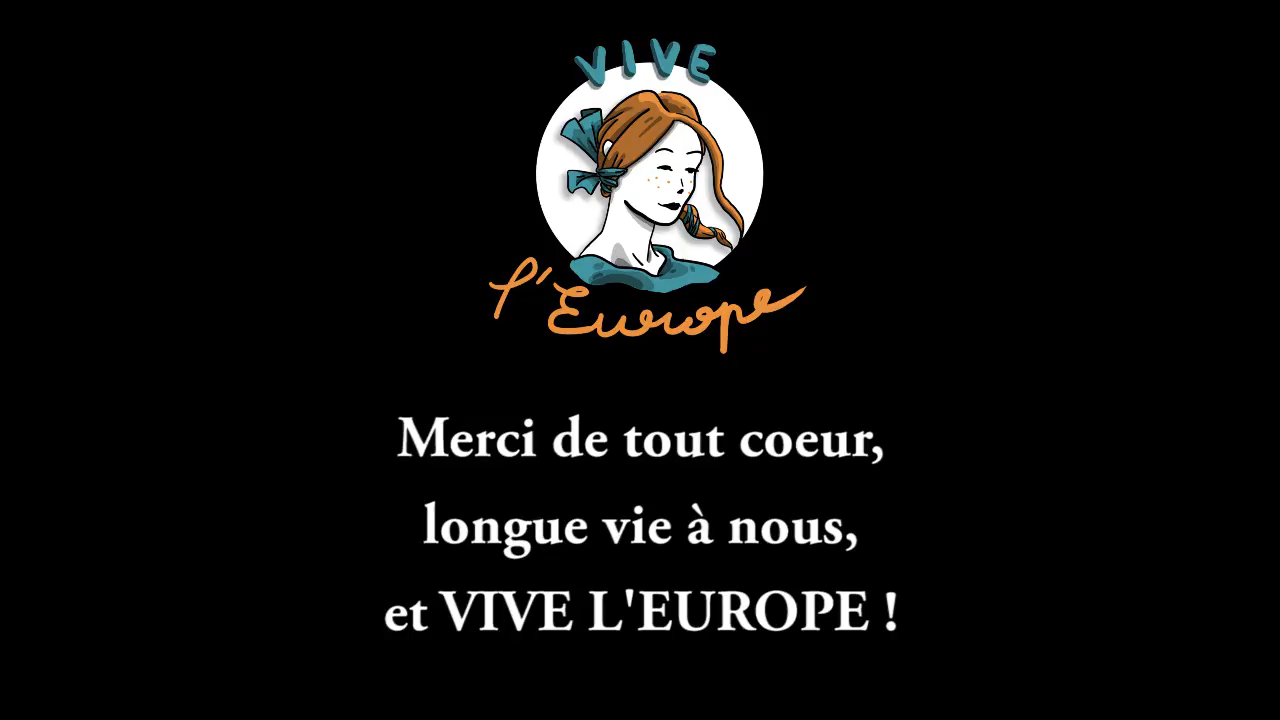 VIVE
l'Europe
Merci de tout coeur,
longue vie à nous,
et VIVE L'EUROPE !